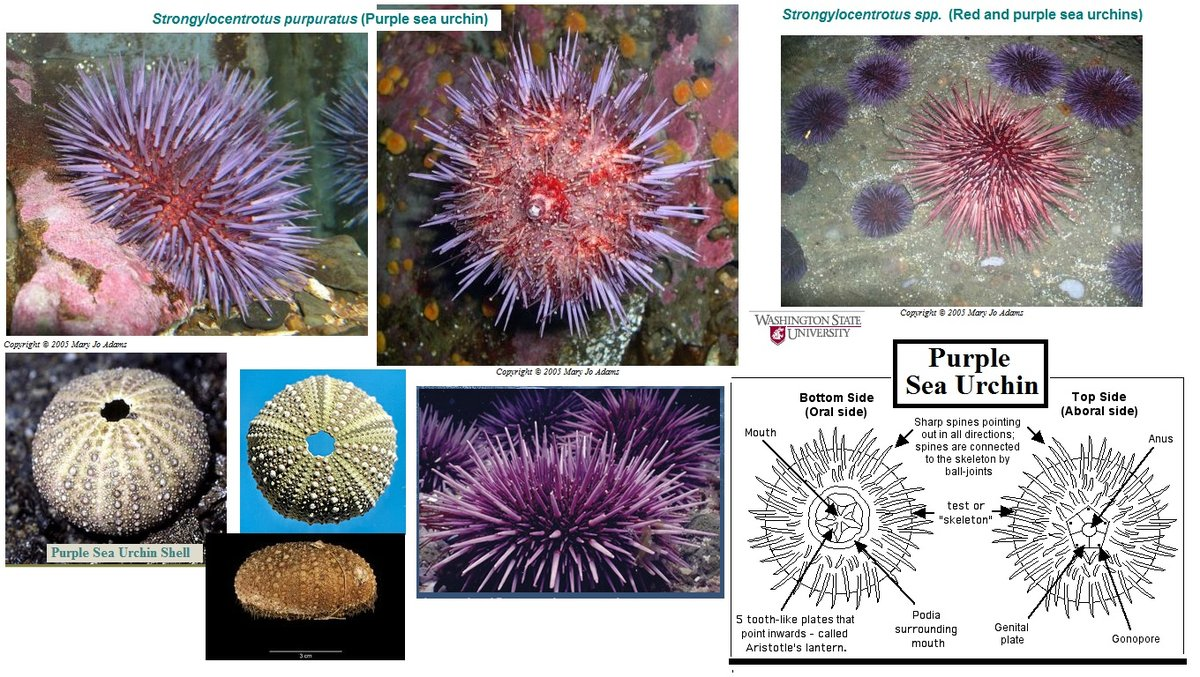 Strongylocentrotus purpuratus (Purple sea urchin)
Strongylocentrotus spp. (Red and purple sea urchins)
Copyright © 2005 Mary Jo Adams
Copyright © 2005 Mary Jo Adams
Copyright © 2005 Mary Jo Adams
WASHINGTON STATE
UNIVERSITY
Purple Sea Urchin Shell
3 cm
Purple
Sea Urchin
Bottom Side
(Oral side)
Top Side
(Aboral side)
Mouth
Sharp spines pointing
out in all directions;
spines are connected
to the skeleton by
ball-joints
Anus
test or
"skeleton"
5 tooth-like plates that
point inwards - called
Aristotle's lantern.
Podia
surrounding
mouth
Genital
plate
Gonopore